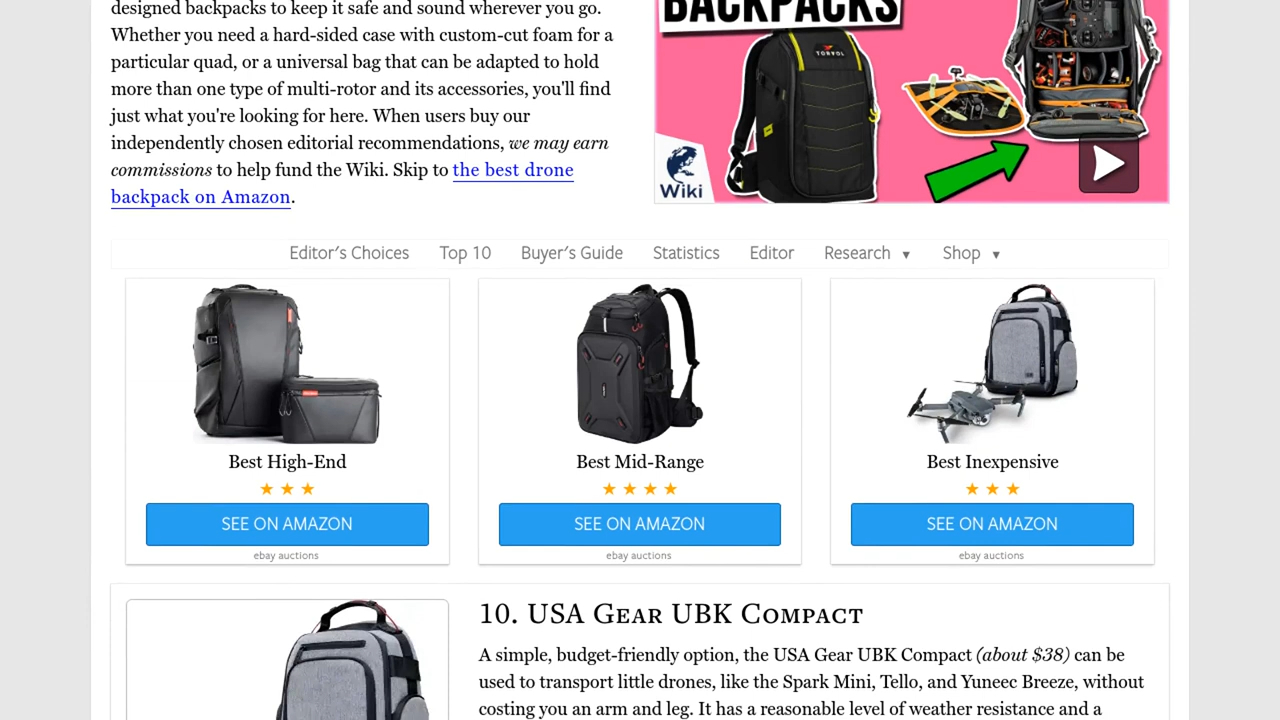 designed backpacks to keep it safe and sound wherever you go.
Whether you need a hard-sided case with custom-cut foam for a
particular quad, or a universal bag that can be adapted to hold
more than one type of multi-rotor and its accessories, you'll find
just what you're looking for here. When users buy our
independently chosen editorial recommendations, we may earn
commissions to help fund the Wiki. Skip to the best drone
backpack on Amazon.
BACKPACKS
TORVOL
Wiki
Editor's Choices Top 10 Buyer's Guide Statistics Editor Research ▼ Shop ▼
Best High-End
SEE ON AMAZON
ebay auctions
Best Mid-Range
SEE ON AMAZON
ebay auctions
Best Inexpensive
SEE ON AMAZON
ebay auctions
10. USA Gear UBK Compact
A simple, budget-friendly option, the USA Gear UBK Compact (about $38) can be
used to transport little drones, like the Spark Mini, Tello, and Yuneec Breeze, without
costing you an arm and leg. It has a reasonable level of weather resistance and a